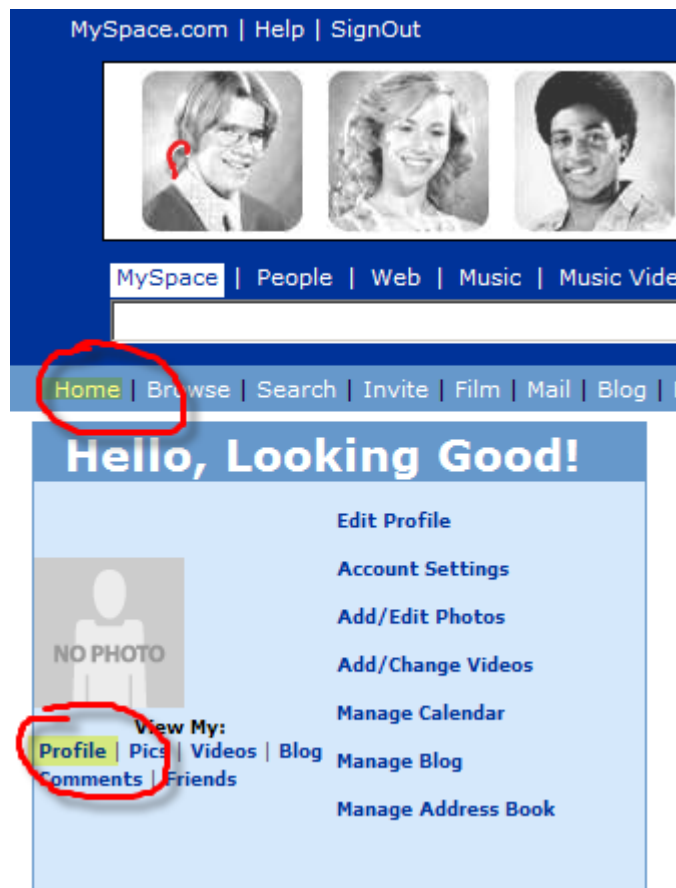 MySpace.com | Help | SignOut
MySpace | People | Web | Music | Music Vide
Home | Browse | Search | Invite | Film | Mail | Blog |
Hello, Looking Good!
NO PHOTO
View My:
Profile | Pics | Videos | Blog
Comments | Friends
Edit Profile
Account Settings
Add/Edit Photos
Add/Change Videos
Manage Calendar
Manage Blog
Manage Address Book